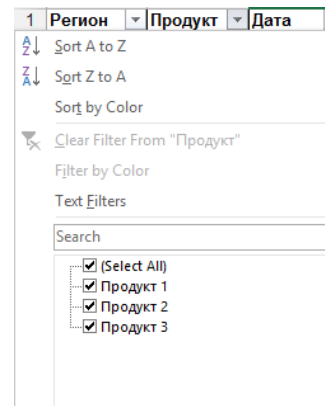 1 Регион Продукт Дата
Sort A to Z
Sort Z to A
Sort by Color
Clear Filter From "Продукт"
Filter by Color
Text Filters
Search
(Select All)
Продукт 1
Продукт 2
Продукт 3